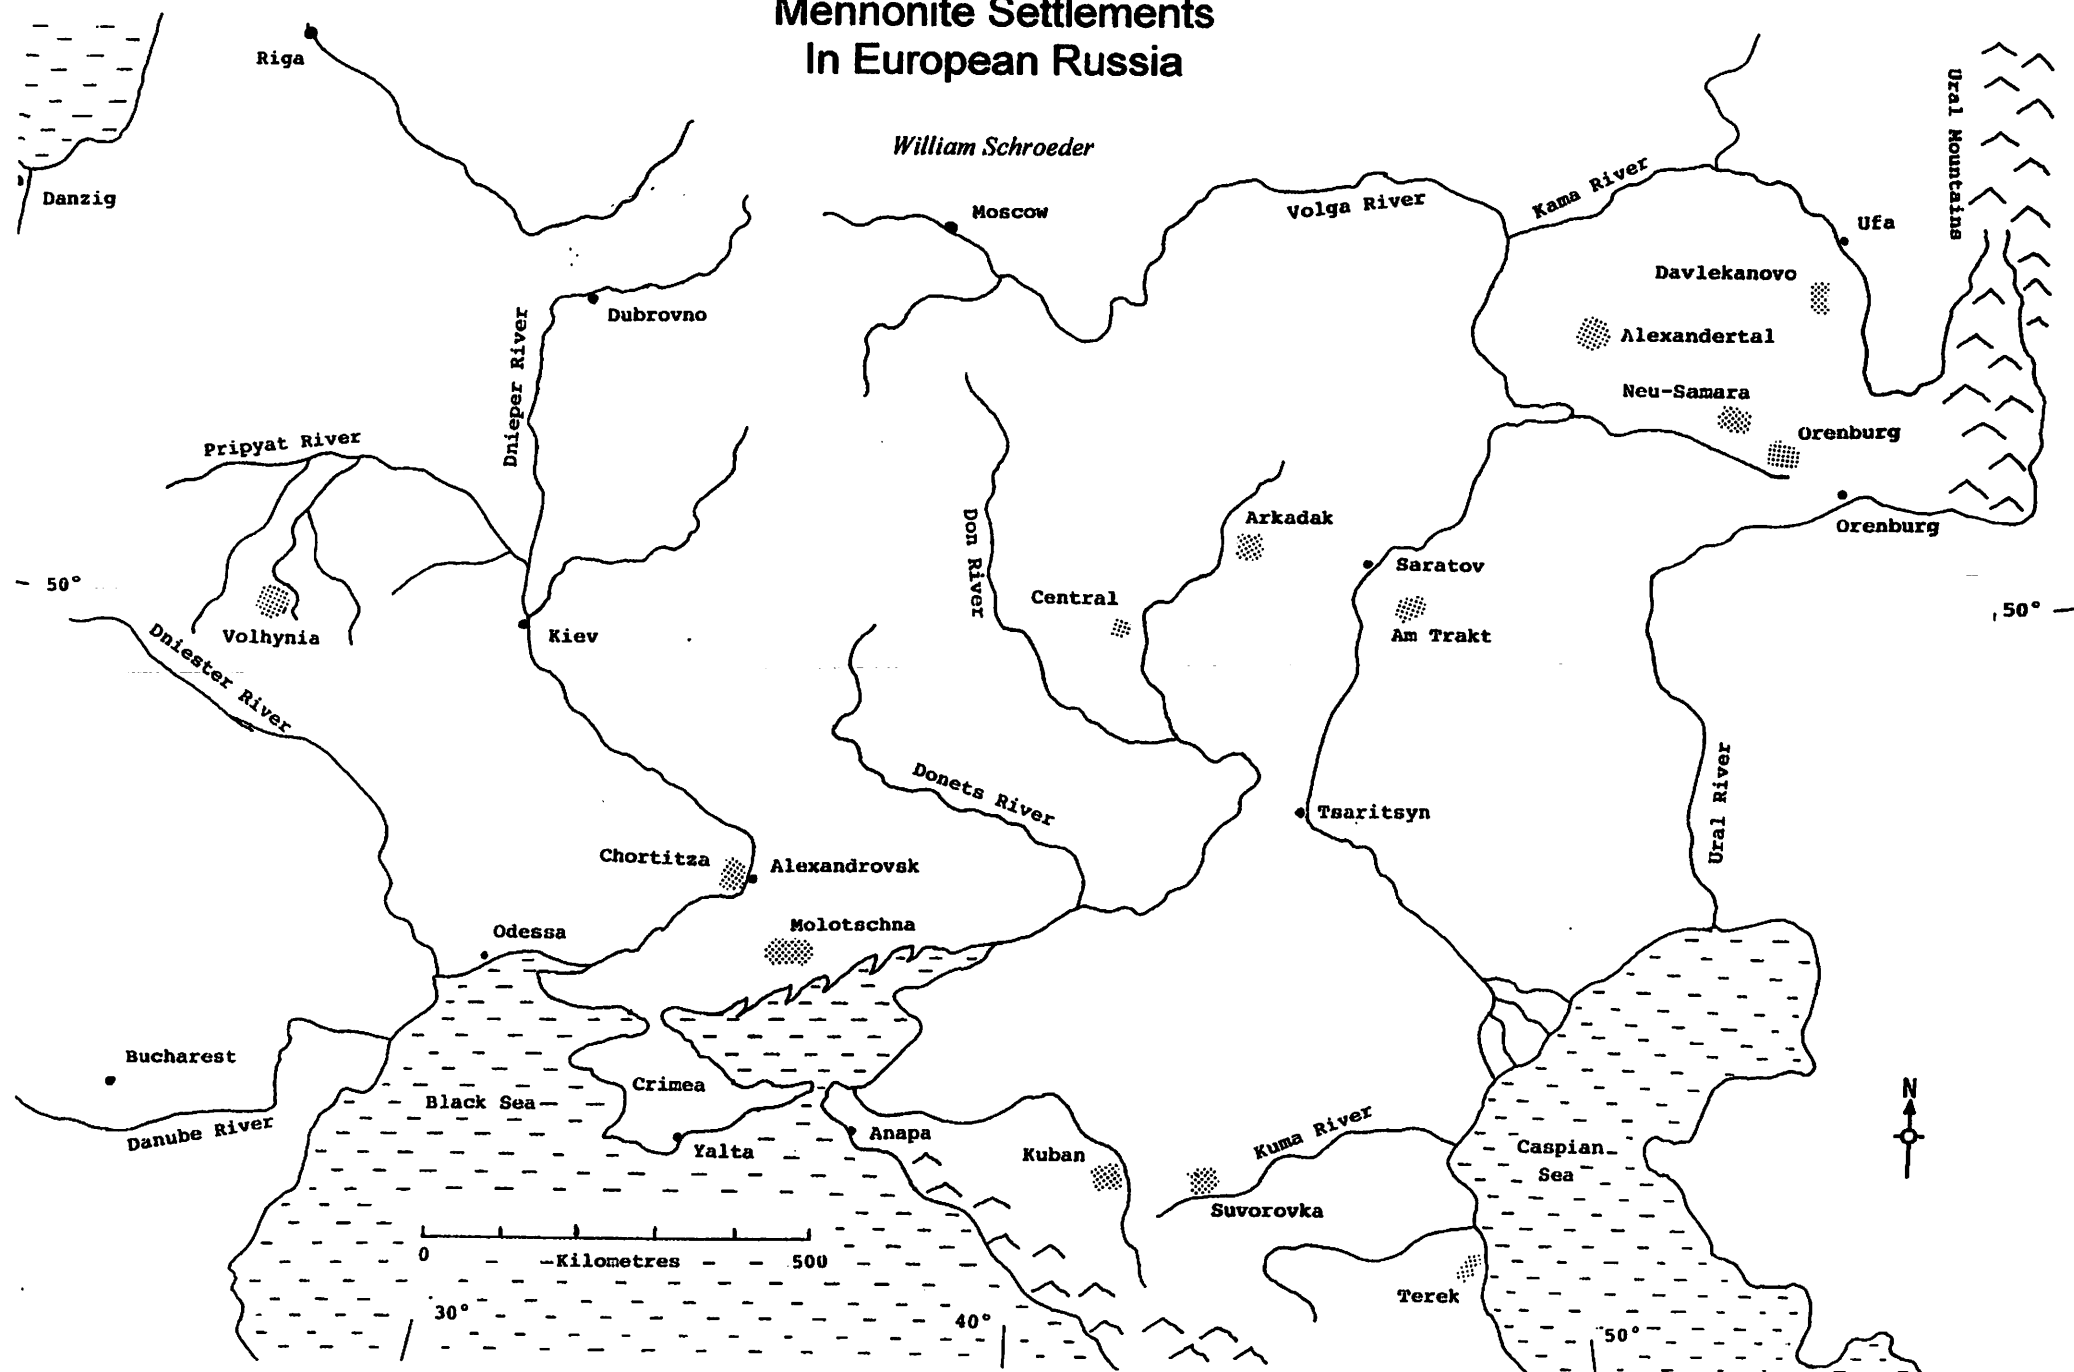 Mennonite Settlements
In European Russia
William Schroeder
Riga
Danzig
Moscow
Volga River
Kama River
Ural Mountains
Ufa
Davlekanovo
Dubrovno
Dnieper River
Alexandertal
Neu-Samara
Orenburg
Pripyat River
Orenburg
Don River
Arkadak
Saratov
50°
50°
Central
Am Trakt
Volhynia
Kiev
Dniester River
Donets River
Ural River
Tsaritsyn
Chortitza
Alexandrovsk
Molotschna
Odessa
Bucharest
Crimea
Black Sea
Danube River
Yalta
Anapa
Kuban
Kuma River
Suvorovka
Caspian
Sea
N
0
Kilometres
500
Terek
30°
40°
50°